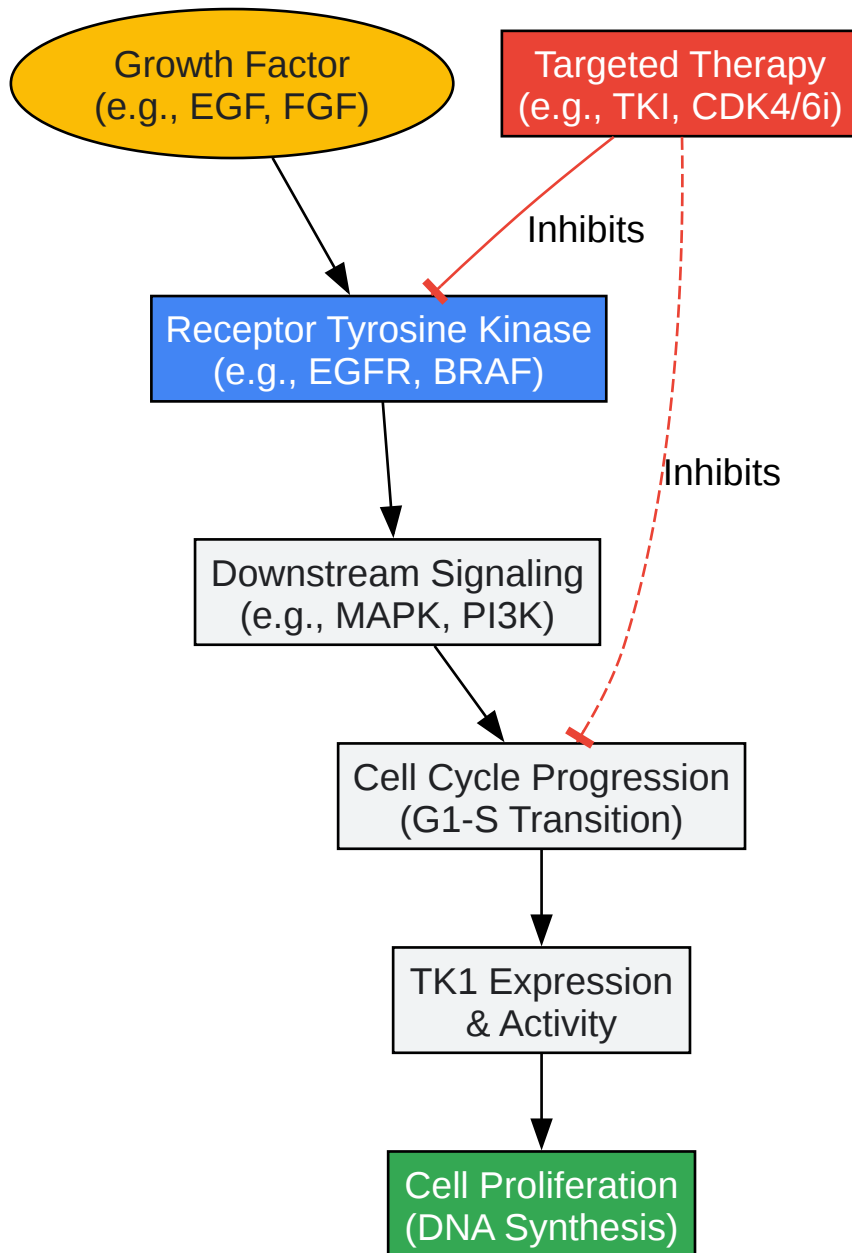 Growth Factor
(e.g., EGF, FGF)
Targeted Therapy
(e.g., TKI, CDK4/6i)
Inhibits
Receptor Tyrosine Kinase
(e.g., EGFR, BRAF)
Inhibits
Downstream Signaling
(e.g., MAPK, PI3K)
Cell Cycle Progression
(G1-S Transition)
TK1 Expression
& Activity
Cell Proliferation
(DNA Synthesis)